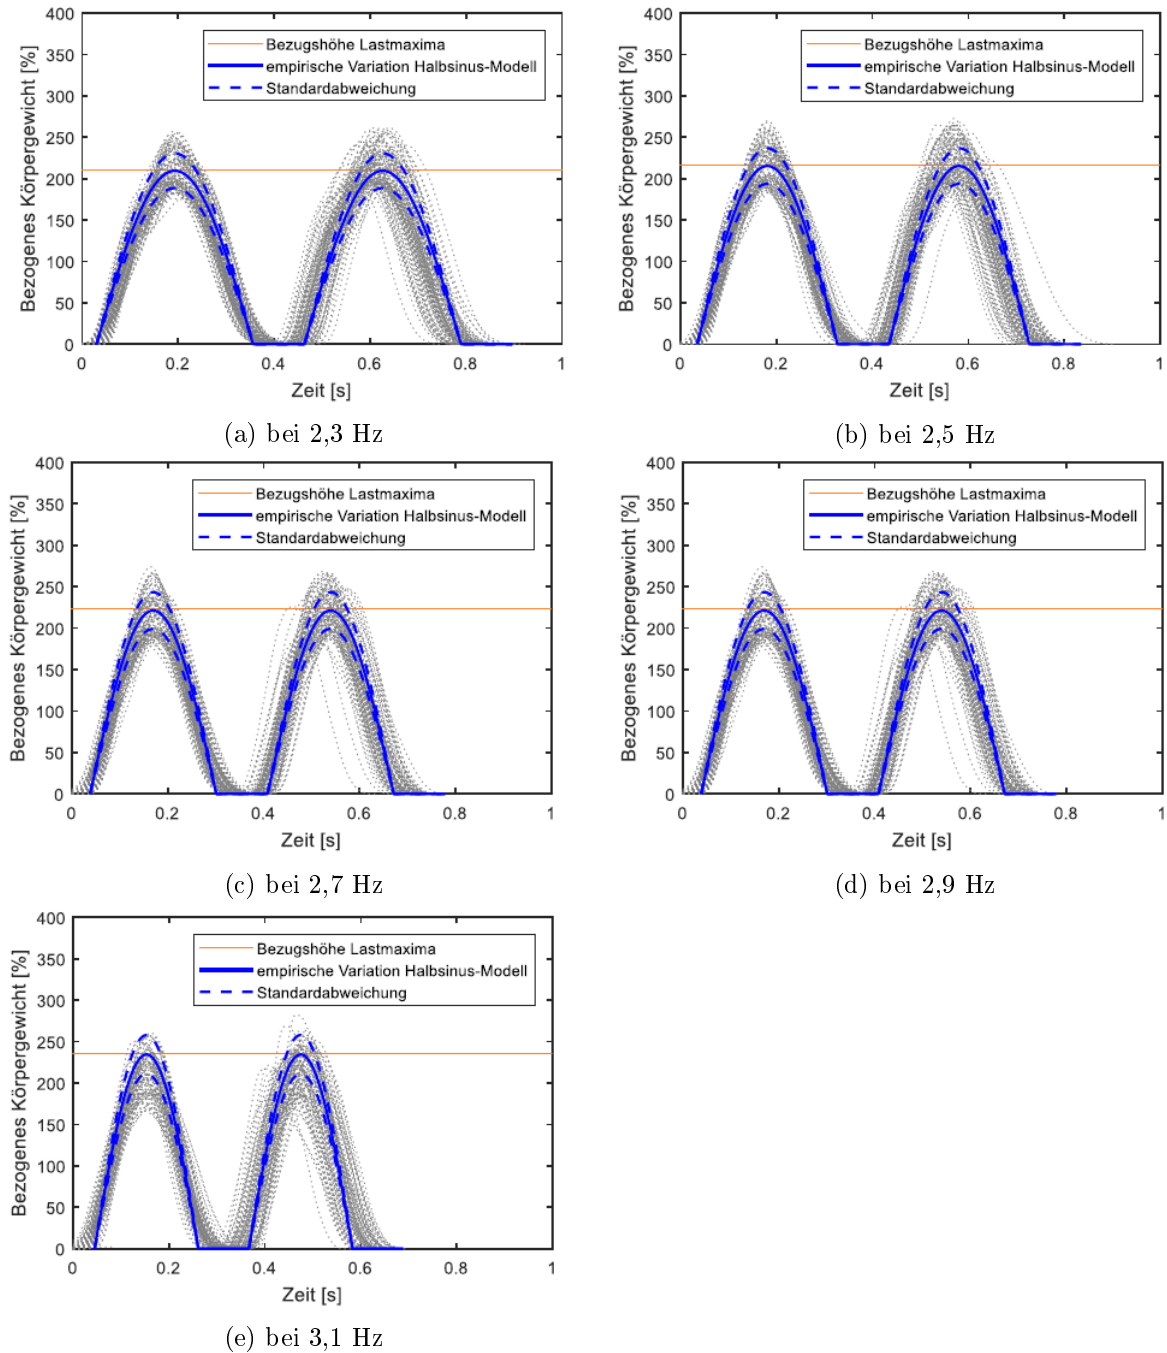 400
350
300
250
200
150
100
50
0
Bezogenes Körpergewicht [%]
Bezugshöhe Lastmaxima
empirische Variation Halbsinus-Modell
Standardabweichung
0 0.2 0.4 0.6 0.8 1
Zeit [s]
(a) bei 2,3 Hz
400
350
300
250
200
150
100
50
0
Bezogenes Körpergewicht [%]
Bezugshöhe Lastmaxima
empirische Variation Halbsinus-Modell
Standardabweichung
0 0.2 0.4 0.6 0.8 1
Zeit [s]
(b) bei 2,5 Hz
400
350
300
250
200
150
100
50
0
Bezogenes Körpergewicht [%]
Bezugshöhe Lastmaxima
empirische Variation Halbsinus-Modell
Standardabweichung
0 0.2 0.4 0.6 0.8 1
Zeit [s]
(c) bei 2,7 Hz
400
350
300
250
200
150
100
50
0
Bezogenes Körpergewicht [%]
Bezugshöhe Lastmaxima
empirische Variation Halbsinus-Modell
Standardabweichung
0 0.2 0.4 0.6 0.8 1
Zeit [s]
(d) bei 2,9 Hz
400
350
300
250
200
150
100
50
0
Bezogenes Körpergewicht [%]
Bezugshöhe Lastmaxima
empirische Variation Halbsinus-Modell
Standardabweichung
0 0.2 0.4 0.6 0.8 1
Zeit [s]
(e) bei 3,1 Hz